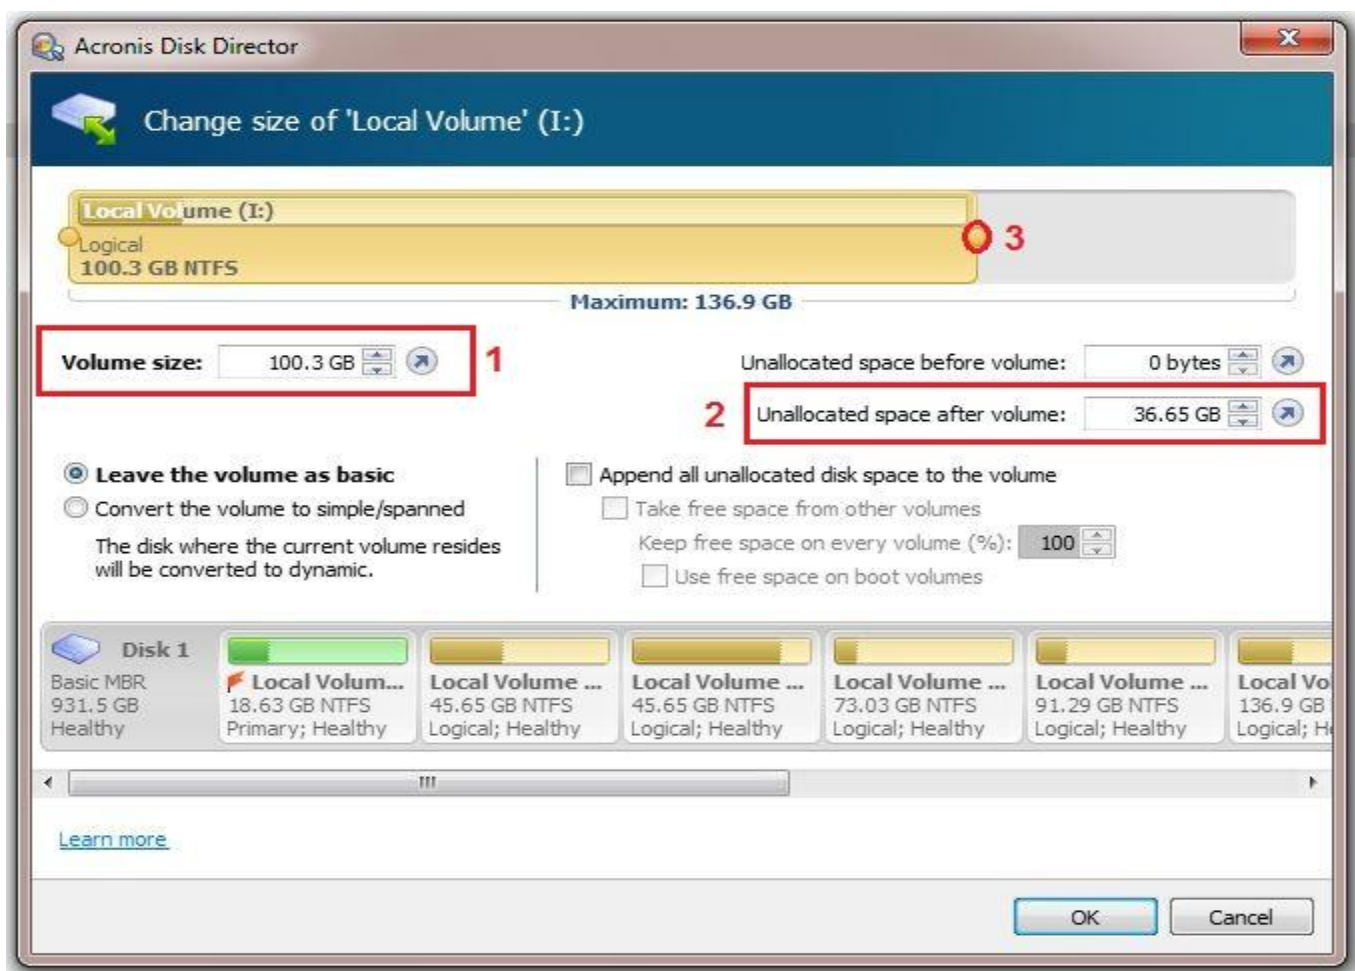 Acronis Disk Director
Change size of 'Local Volume' (I:)
Local Volume (I:)
Logical
100.3 GB NTFS
3
Maximum: 136.9 GB
Volume size: 100.3 GB
1
Unallocated space before volume: 0 bytes
2
Unallocated space after volume: 36.65 GB
Leave the volume as basic
Convert the volume to simple/spanned
The disk where the current volume resides
will be converted to dynamic.
Append all unallocated disk space to the volume
Take free space from other volumes
Keep free space on every volume (%): 100
Use free space on boot volumes
Disk 1
Basic MBR
931.5 GB
Healthy
Local Volum...
18.63 GB NTFS
Primary; Healthy
Local Volume ...
45.65 GB NTFS
Logical; Healthy
Local Volume ...
45.65 GB NTFS
Logical; Healthy
Local Volume ...
73.03 GB NTFS
Logical; Healthy
Local Volume ...
91.29 GB NTFS
Logical; Healthy
Local Vo
136.9 GB
Logical; H
Learn more
OK
Cancel